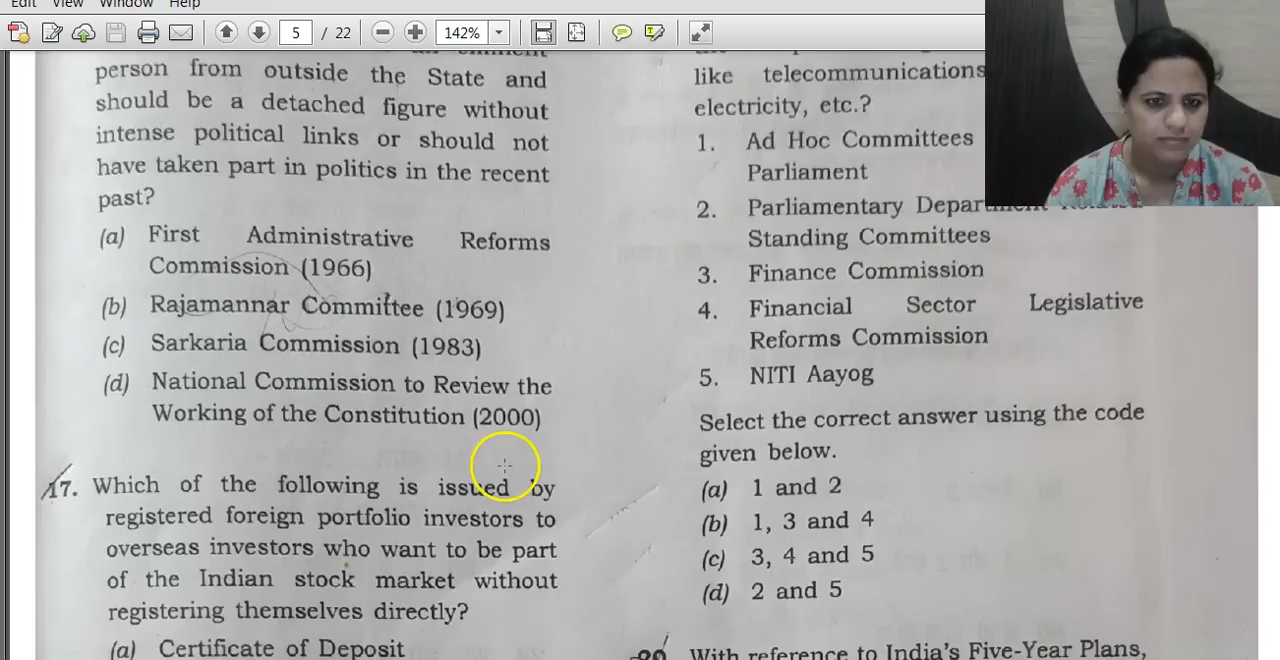 Edit View Window Help
5 / 22
142%
person from outside the State and
should be a detached figure without
intense political links or should not
have taken part in politics in the recent
past?
(a) First Administrative Reforms
Commission (1966)
(b) Rajamannar Committee (1969)
(c) Sarkaria Commission (1983)
(d) National Commission to Review the
Working of the Constitution (2000)
17. Which of the following is issued by
registered foreign portfolio investors to
overseas investors who want to be part
of the Indian stock market without
registering themselves directly?
(a) Certificate of Deposit
like telecommunications
electricity, etc.?
1. Ad Hoc Committees
Parliament
2. Parliamentary
Standing Committees
3. Finance Commission
4. Financial Sector Legislative
Reforms Commission
5. NITI Aayog
Select the correct answer using the code
given below.
(a) 1 and 2
(b) 1, 3 and 4
(c) 3, 4 and 5
(d) 2 and 5
With reference to India's Five-Year Plans,